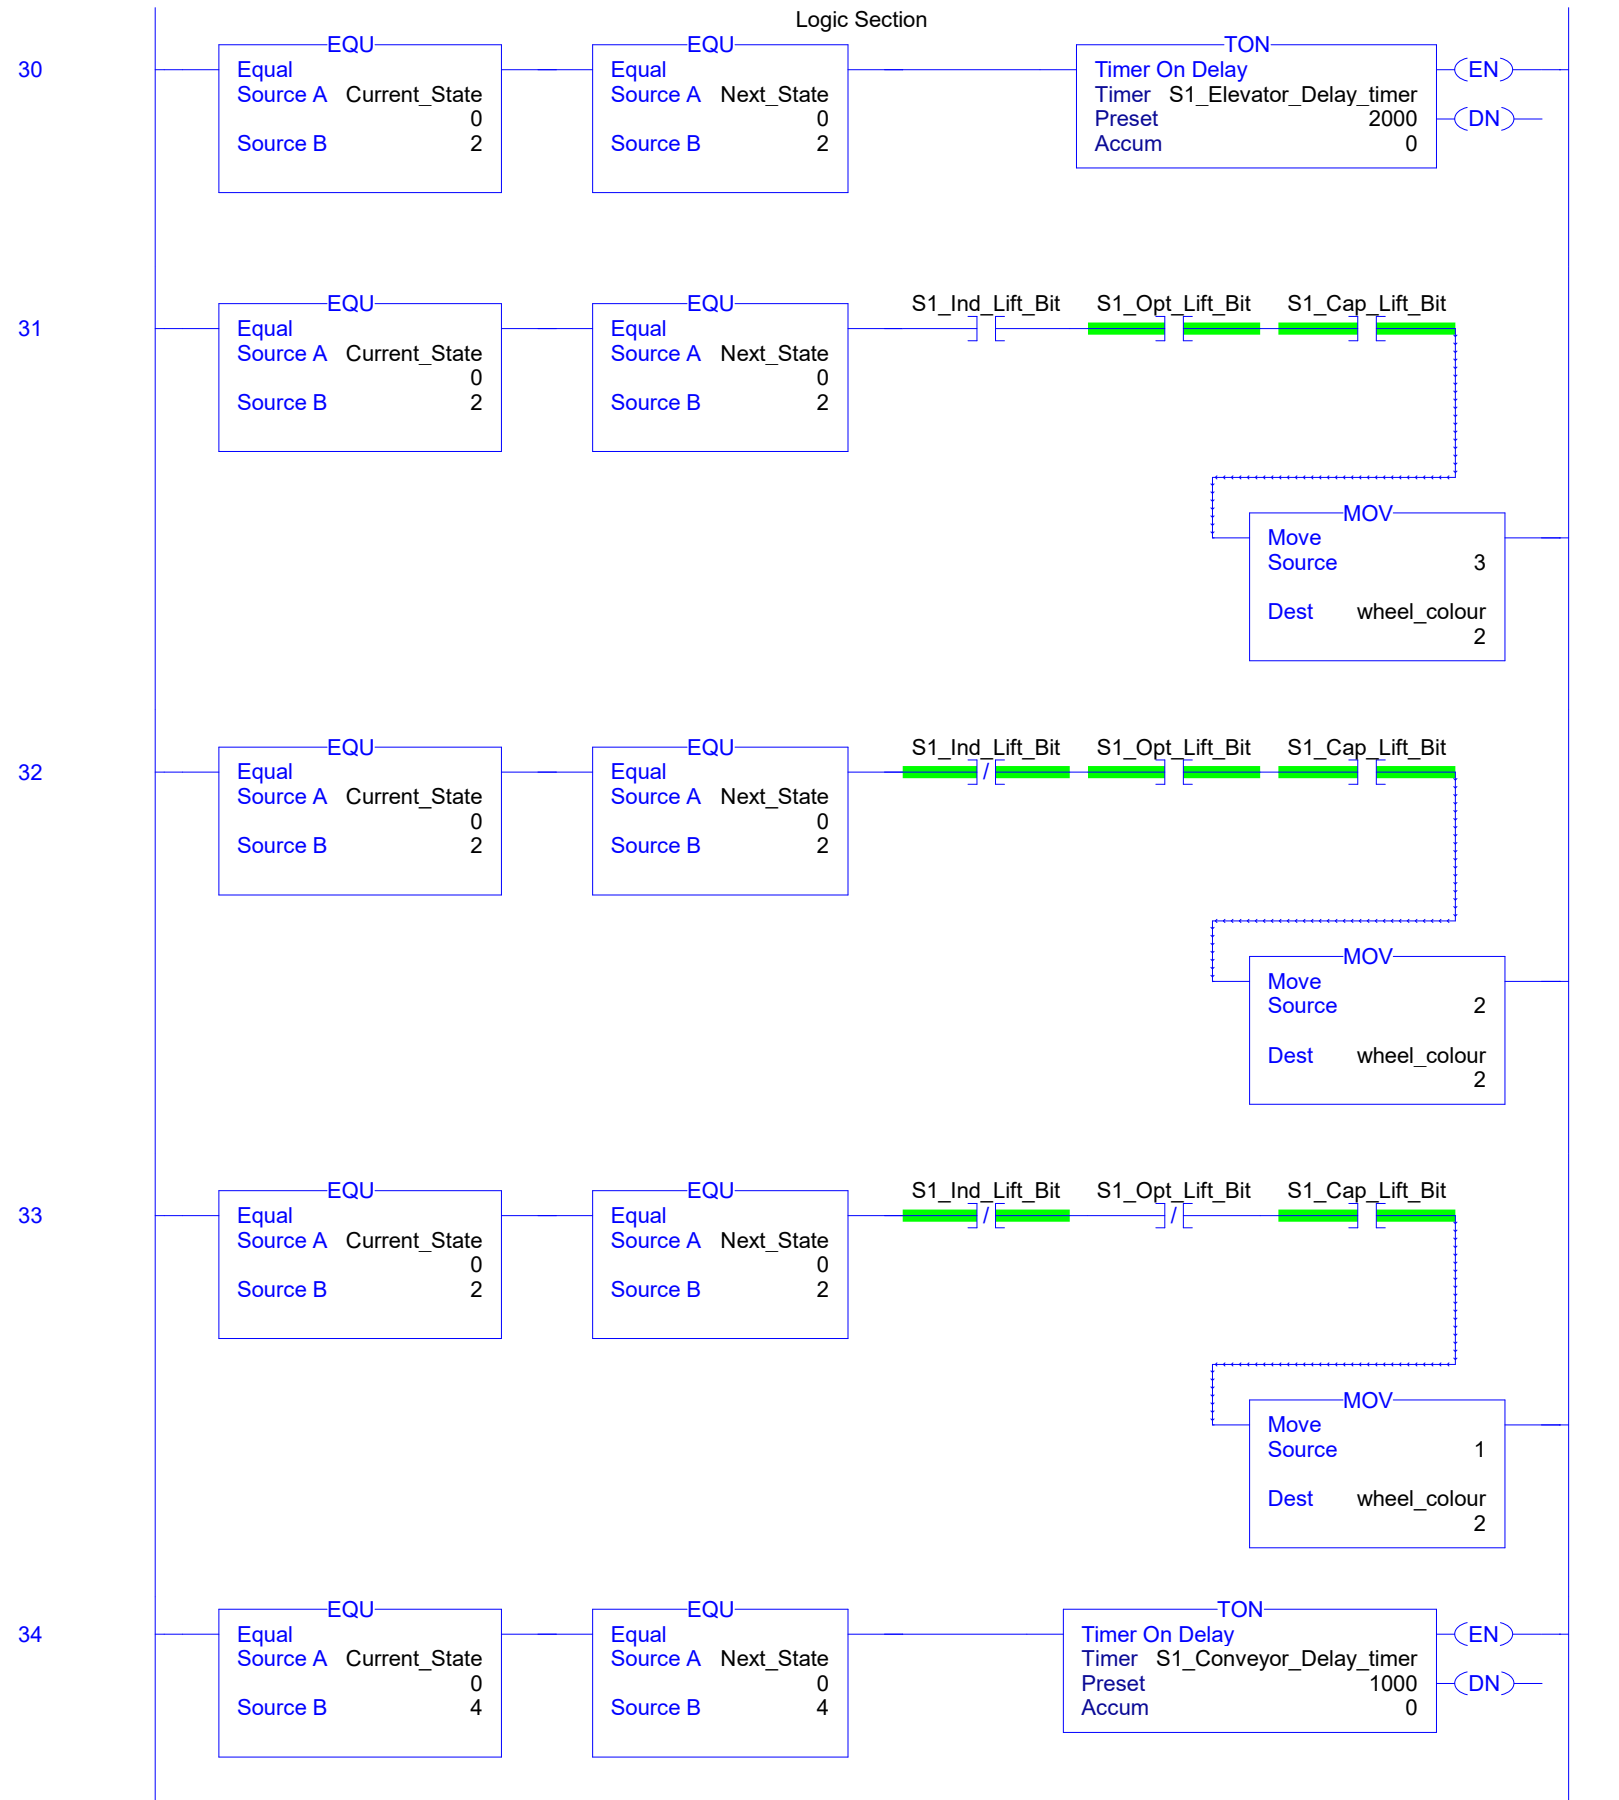 Logic Section
30
EQU EQU TON
Equal Equal Timer On Delay (EN)
Source A Current_State Source A Next_State Timer S1_Elevator_Delay_timer
0 0 Preset 2000 (DN)
Source B 2 Source B 2 Accum 0
31
EQU EQU S1_Ind_Lift_Bit S1_Opt_Lift_Bit S1_Cap_Lift_Bit
Equal Equal
Source A Current_State Source A Next_State
0 0
Source B 2 Source B 2
MOV
Move
Source 3
Dest wheel_colour
2
32
EQU EQU S1_Ind_Lift_Bit S1_Opt_Lift_Bit S1_Cap_Lift_Bit
Equal Equal /
Source A Current_State Source A Next_State
0 0
Source B 2 Source B 2
MOV
Move
Source 2
Dest wheel_colour
2
33
EQU EQU S1_Ind_Lift_Bit S1_Opt_Lift_Bit S1_Cap_Lift_Bit
Equal Equal / /
Source A Current_State Source A Next_State
0 0
Source B 2 Source B 2
MOV
Move
Source 1
Dest wheel_colour
2
34
EQU EQU TON
Equal Equal Timer On Delay (EN)
Source A Current_State Source A Next_State Timer S1_Conveyor_Delay_timer
0 0 Preset 1000 (DN)
Source B 4 Source B 4 Accum 0